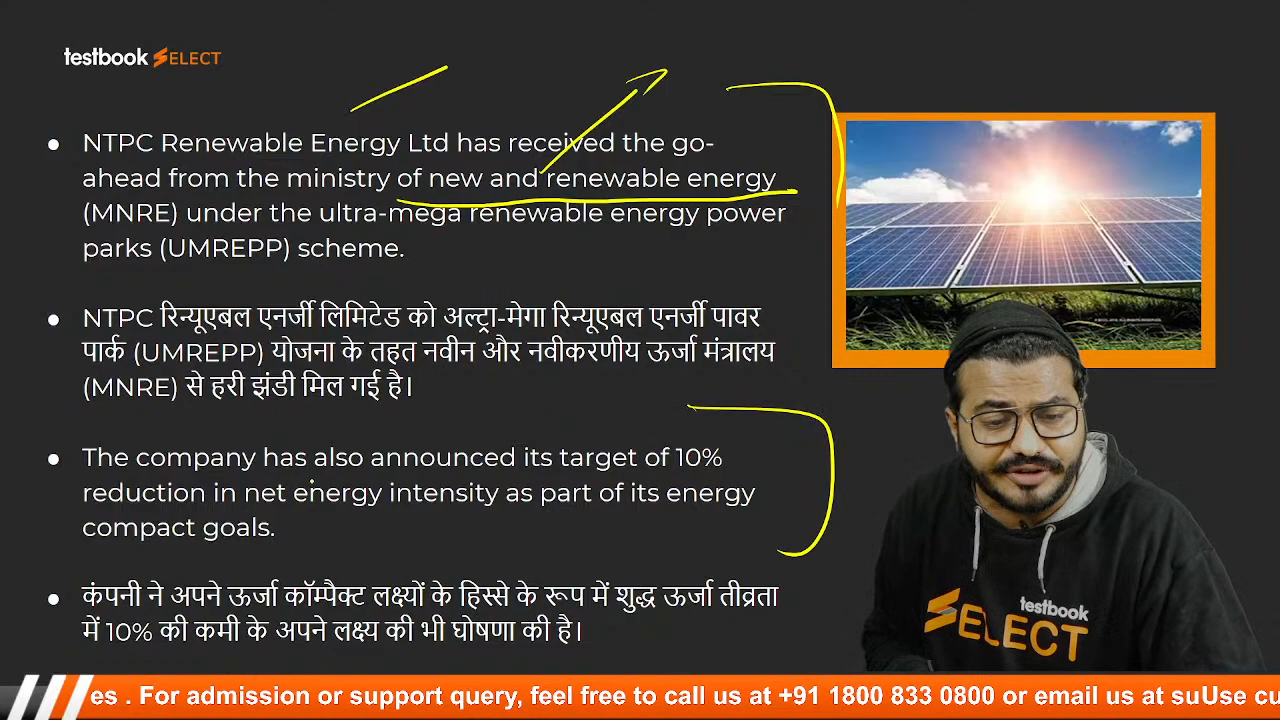 testbook SELECT
NTPC Renewable Energy Ltd has received the go-
ahead from the ministry of new and renewable energy
(MNRE) under the ultra-mega renewable energy power
parks (UMREPP) scheme.
NTPC रिन्यूएबल एनर्जी लिमिटेड को अल्ट्रा-मेगा रिन्यूएबल एनर्जी पावर
पार्क (UMREPP) योजना के तहत नवीन और नवीकरणीय ऊर्जा मंत्रालय
(MNRE) से हरी झंडी मिल गई है।
The company has also announced its target of 10%
reduction in net energy intensity as part of its energy
compact goals.
कंपनी ने अपने ऊर्जा कॉम्पैक्ट लक्ष्यों के हिस्से के रूप में शुद्ध ऊर्जा तीव्रता
में 10% की कमी के अपने लक्ष्य की भी घोषणा की है।
testbook
SELECT
es . For admission or support query, feel free to call us at +91 1800 833 0800 or email us at suUse cu